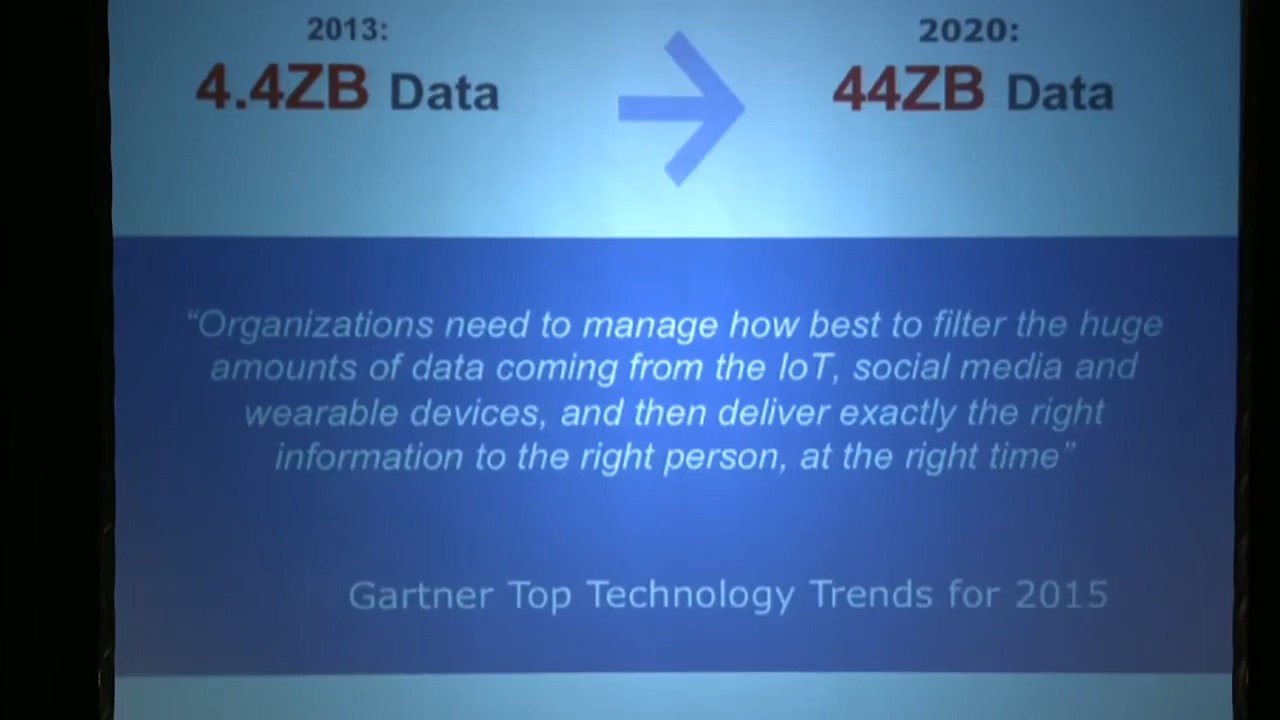 2013:
4.4ZB Data
2020:
44ZB Data
“Organizations need to manage how best to filter the huge
amounts of data coming from the IoT, social media and
wearable devices, and then deliver exactly the right
information to the right person, at the right time”
Gartner Top Technology Trends for 2015